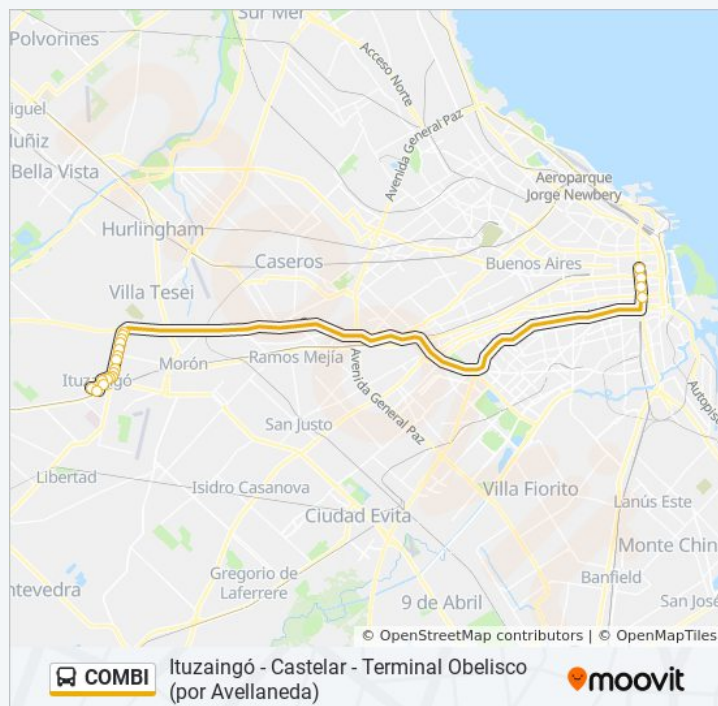 Sur Mer
Polvorines
Acceso Norte
Avenida General Paz
Bella Vista
Aeroparque
Jorge Newbery
Hurlingham
Caseros
Buenos Aires
Villa Tesei
Ituzaingó
Morón
Ramos Mejía
Avenida General Paz
San Justo
Libertad
Isidro Casanova
Villa Fiorito
Lanús Este
Ciudad Evita
Monte Chin
Gregorio de
Laferrere
Banfield
9 de Abril
San José
ntevedra
Autopis
iguel
uñiz
© OpenStreetMap contributors | © OpenMapTiles
COMBI
Ituzaingó - Castelar - Terminal Obelisco
(por Avellaneda)
moovit